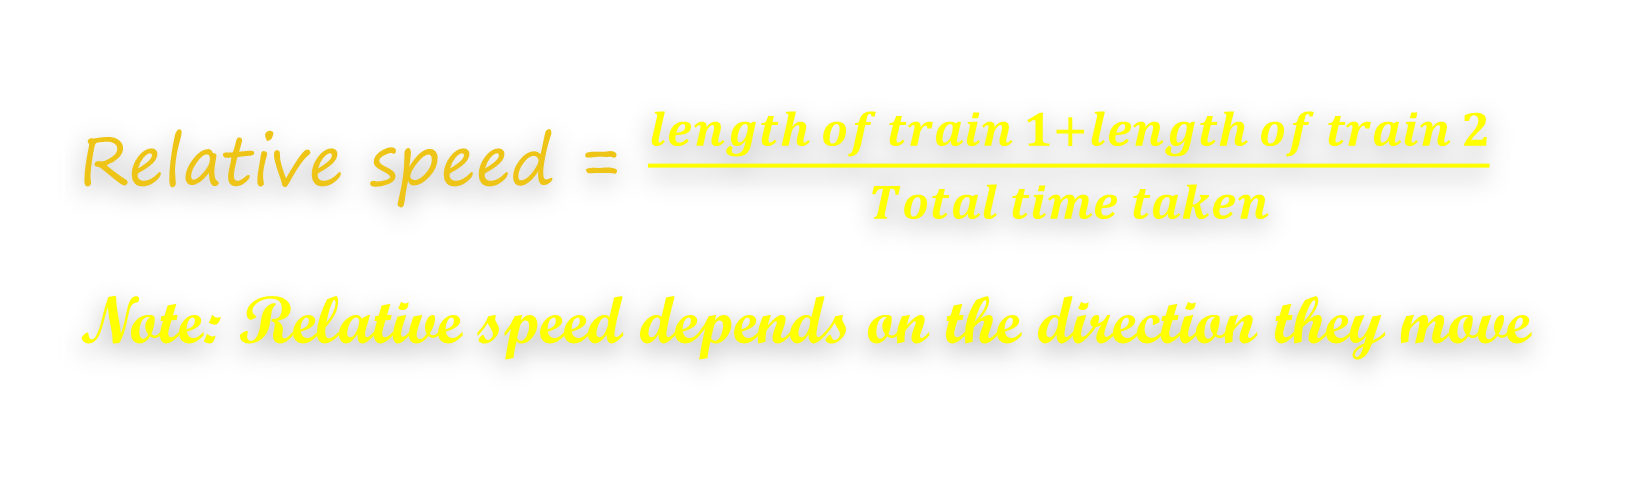 Relative speed = length of train 1+length of train 2 / Total time taken
Note: Relative speed depends on the direction they move